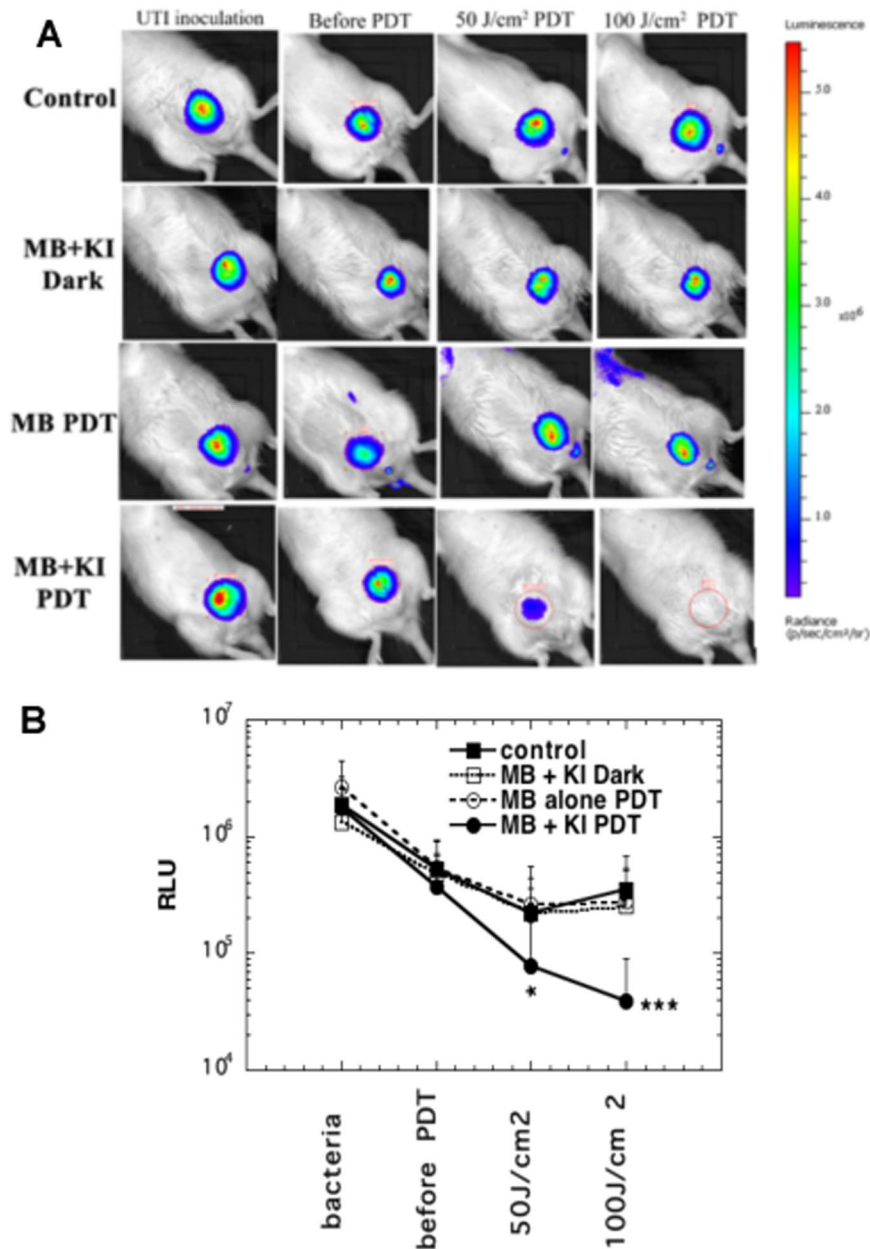 A
UTI inoculation
Before PDT
50 J/cm² PDT
100 J/cm² PDT
Luminescence
Control
MB+KI
Dark
MB PDT
MB+KI
PDT
5.0
4.0
3.0
x10⁶
2.0
1.0
Radiance
(p/sec/cm²/sr)
B
10⁷
10⁶
10⁵
10⁴
RLU
control
MB + KI Dark
MB alone PDT
MB + KI PDT
*
***
bacteria
before PDT
50J/cm2
100J/cm 2